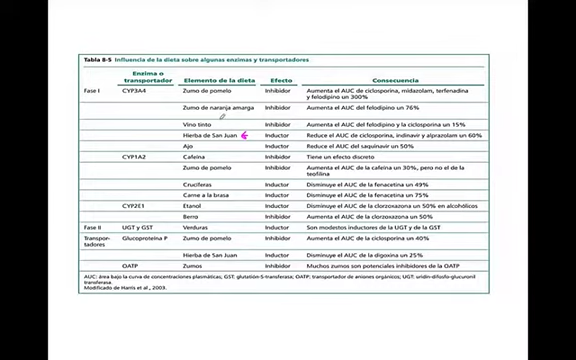 Tabla 8-5 Influencia de la dieta sobre algunas enzimas y transportadores
Enzima o transportador Elemento de la dieta Efecto Consecuencia
Fase I CYP3A4 Zumo de pomelo Inhibidor Aumenta el AUC de ciclosporina, midazolam, terfenadina
y felodipino un 300%
Zumo de naranja amarga Inhibidor Aumenta el AUC del felodipino un 76%
Vino tinto Inhibidor Aumenta el AUC del felodipino y la ciclosporina un 15%
Hierba de San Juan Inductor Reduce el AUC de ciclosporina, indinavir y alprazolam un 60%
Ajo Inductor Reduce el AUC del saquinavir un 50%
CYP1A2 Cafeína Inhibidor Tiene un efecto discreto
Zumo de pomelo Inhibidor Aumenta el AUC de la cafeína un 30%, pero no el de la
teofilina
Crucíferas Inductor Disminuye el AUC de la fenacetina un 49%
Carne a la brasa Inductor Disminuye el AUC de la fenacetina un 75%
CYP2E1 Etanol Inductor Disminuye el AUC de la clorzoxazona un 50% en alcohólicos
Berro Inhibidor Aumenta el AUC de la clorzoxazona un 50%
Fase II UGT y GST Verduras Inductor Son modestos inductores de la UGT y de la GST
Transpor-
tadores Glucoproteína P Zumo de pomelo Inhibidor Aumenta el AUC de la ciclosporina un 40%
Hierba de San Juan Inductor Disminuye el AUC de la digoxina un 25%
OATP Zumos Inhibidor Muchos zumos son potenciales inhibidores de la OATP
AUC: área bajo la curva de concentraciones plasmáticas; GST: glutatión-S-transferasa; OATP: transportador de aniones orgánicos; UGT: uridín-difosfo-glucuronil
transferasa.
Modificado de Harris et al., 2003.